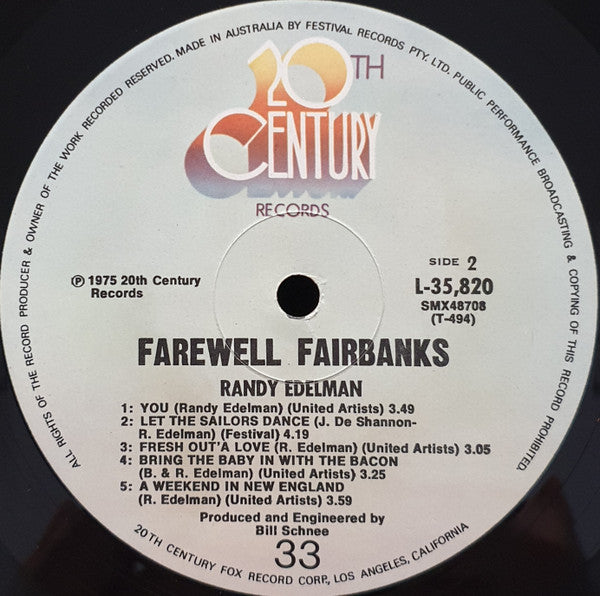 ALL RIGHTS OF THE RECORD PRODUCER & OWNER OF THE WORK RECORDED RESERVED. MADE IN AUSTRALIA BY FESTIVAL RECORDS PTY. LTD. PUBLIC PERFORMANCE BROADCASTING & COPYING OF THIS RECORD PROHIBITED.
20TH
CENTURY
RECORDS
SIDE 2
℗ 1975 20th Century
Records
L-35,820
SMX48708
(T-494)
FAREWELL FAIRBANKS
RANDY EDELMAN
1: YOU (Randy Edelman) (United Artists) 3.49
2: LET THE SAILORS DANCE (J. De Shannon-
R. Edelman) (Festival) 4.19
3: FRESH OUT'A LOVE (R. Edelman) (United Artists) 3.05
4: BRING THE BABY IN WITH THE BACON
(B. & R. Edelman) (United Artists) 3.25
5: A WEEKEND IN NEW ENGLAND
(R. Edelman) (United Artists) 3.59
Produced and Engineered by
Bill Schnee
33
20TH CENTURY FOX RECORD CORP., LOS ANGELES, CALIFORNIA